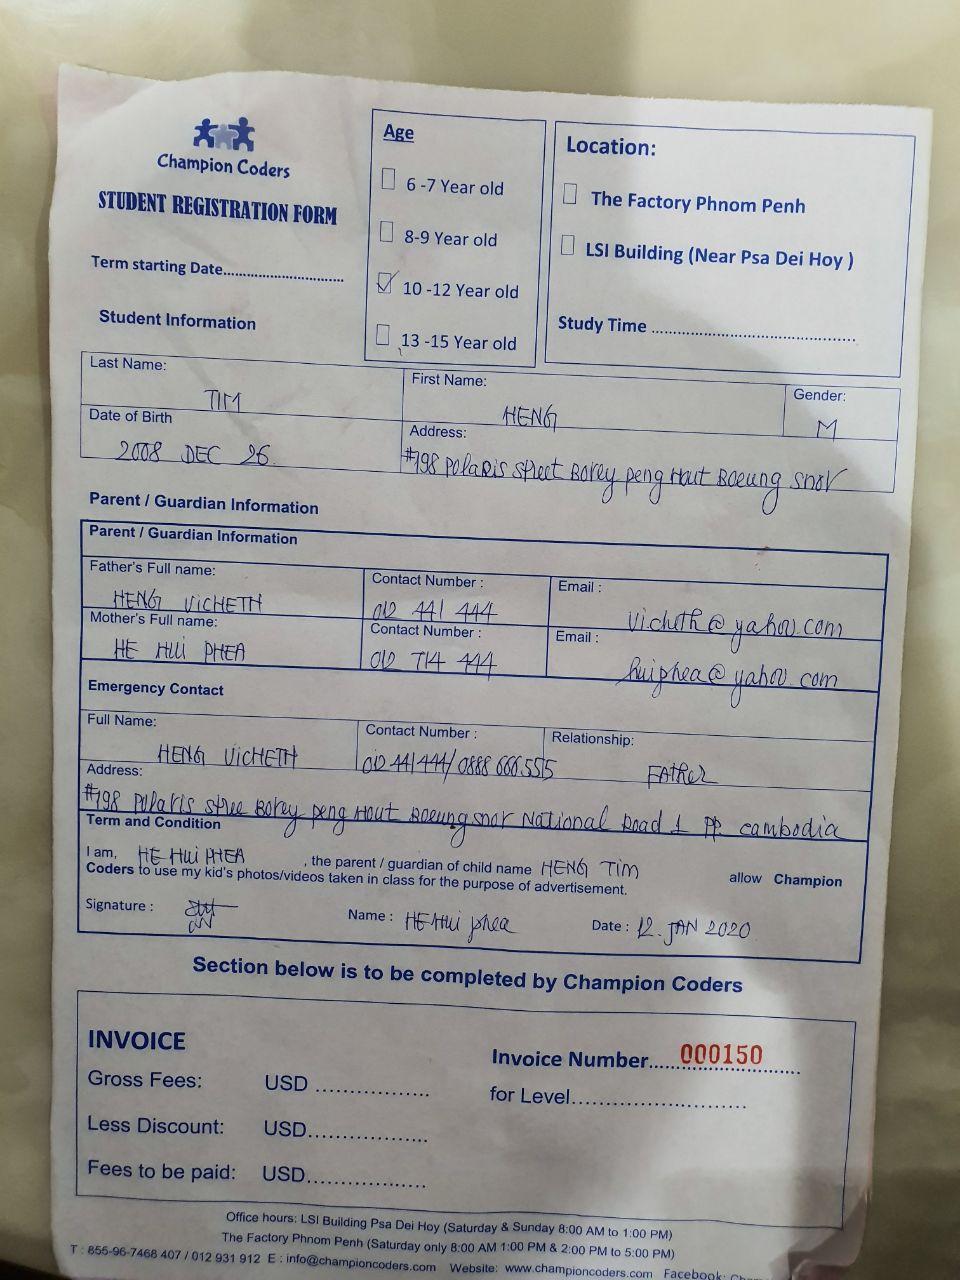 Champion Coders
STUDENT REGISTRATION FORM
Term starting Date..............................
Student Information
Age
6 -7 Year old
8-9 Year old
10 -12 Year old
13 -15 Year old
Location:
The Factory Phnom Penh
LSI Building (Near Psa Dei Hoy )
Study Time ............................................
Last Name: TIM
First Name: HENG
Gender: M
Date of Birth 2008 DEC 26
Address: #198 Polaris street Borey peng Hout Boeung snor
Parent / Guardian Information
Parent / Guardian Information
Father's Full name: HENG VICHETH
Contact Number : 012 441 444
Email : vicheth@yahoo.com
Mother's Full name: HE HUI PHEA
Contact Number : 012 714 444
Email : huiphea@yahoo.com
Emergency Contact
Full Name: HENG VICHETH
Contact Number : 012 441444/0888 666 555
Relationship: FATHER
Address:
#198 Polaris stree Borey peng Hout Boeung snor National Road 1 PP cambodia
Term and Condition
I am, HE HUI PHEA , the parent / guardian of child name HENG TIM allow Champion
Coders to use my kid's photos/videos taken in class for the purpose of advertisement.
Signature :
Name : HE Hui phea
Date : 12. JAN 2020
Section below is to be completed by Champion Coders
INVOICE
Invoice Number..... 000150
Gross Fees: USD ..................
for Level..............................
Less Discount: USD...................
Fees to be paid: USD...................
Office hours: LSI Building Psa Dei Hoy (Saturday & Sunday 8:00 AM to 1:00 PM)
The Factory Phnom Penh (Saturday only 8:00 AM 1:00 PM & 2:00 PM to 5:00 PM)
T : 855-96-7468 407 / 012 931 912 E : info@championcoders.com Website: www.championcoders.com Facebook: